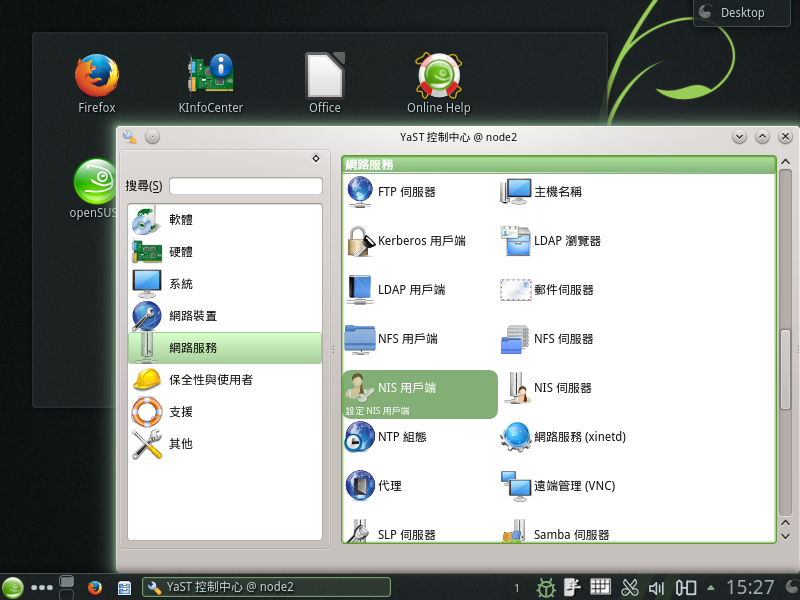 Desktop
Firefox
KInfoCenter
Office
Online Help
openSUS
YaST 控制中心 @ node2
搜尋(S)
軟體
硬體
系統
網路裝置
網路服務
保全性與使用者
支援
其他
網路服務
FTP 伺服器
主機名稱
Kerberos 用戶端
LDAP 瀏覽器
LDAP 用戶端
郵件伺服器
NFS 用戶端
NFS 伺服器
NIS 用戶端
設定 NIS 用戶端
NIS 伺服器
NTP 組態
網路服務 (xinetd)
代理
遠端管理 (VNC)
SLP 伺服器
Samba 伺服器
YaST 控制中心 @ node2
1
15:27